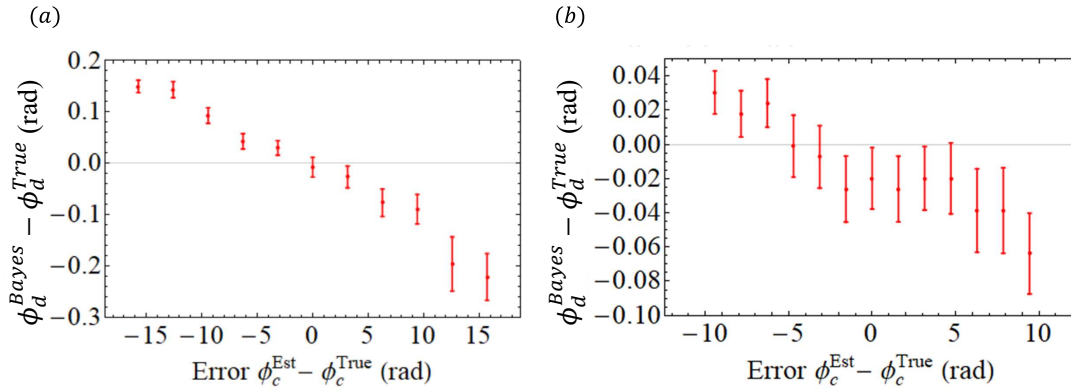 (a)
0.2
0.1
0.0
−0.1
−0.2
−0.3
ϕ_d^Bayes − ϕ_d^True (rad)
−15 −10 −5 0 5 10 15
Error ϕ_c^Est − ϕ_c^True (rad)
(b)
0.04
0.02
0.00
−0.02
−0.04
−0.06
−0.08
−0.10
ϕ_d^Bayes − ϕ_d^True (rad)
−10 −5 0 5 10
Error ϕ_c^Est − ϕ_c^True (rad)